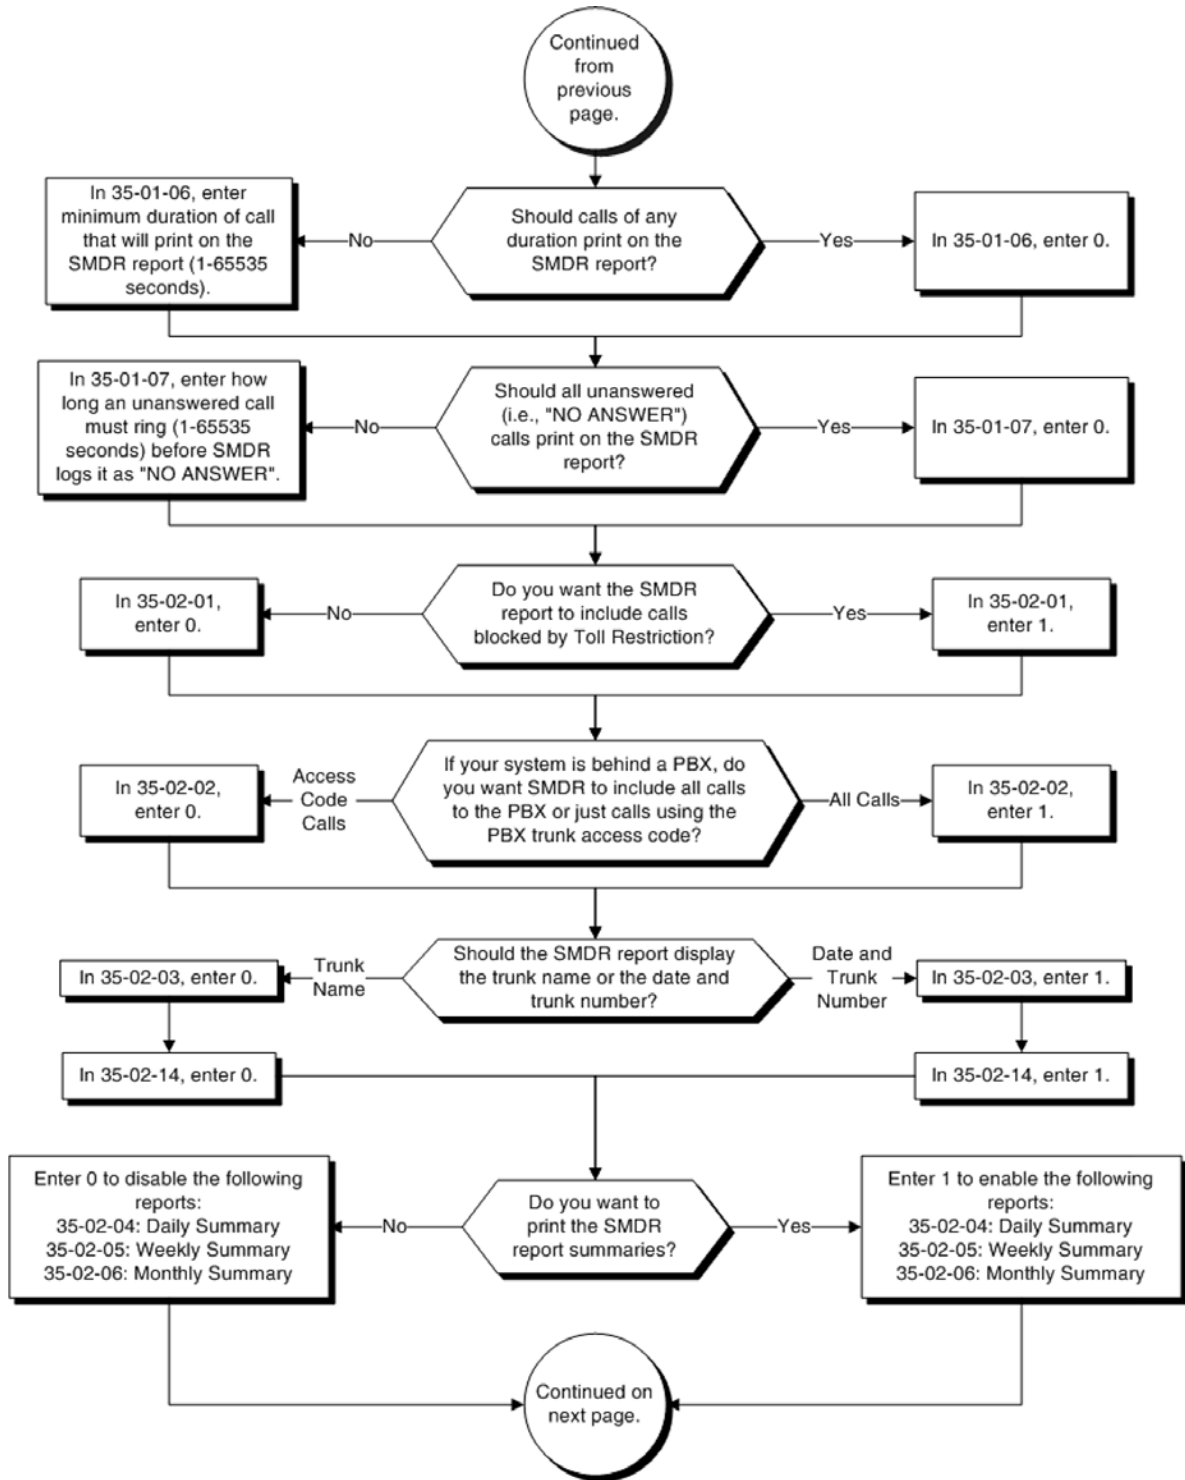 Continued
from
previous
page.
In 35-01-06, enter
minimum duration of call
that will print on the
SMDR report (1-65535
seconds).
No
Should calls of any
duration print on the
SMDR report?
Yes
In 35-01-06, enter 0.
In 35-01-07, enter how
long an unanswered call
must ring (1-65535
seconds) before SMDR
logs it as "NO ANSWER".
No
Should all unanswered
(i.e., "NO ANSWER")
calls print on the SMDR
report?
Yes
In 35-01-07, enter 0.
In 35-02-01,
enter 0.
No
Do you want the SMDR
report to include calls
blocked by Toll Restriction?
Yes
In 35-02-01,
enter 1.
In 35-02-02,
enter 0.
Access
Code
Calls
If your system is behind a PBX, do
you want SMDR to include all calls
to the PBX or just calls using the
PBX trunk access code?
All Calls
In 35-02-02,
enter 1.
In 35-02-03, enter 0.
Trunk
Name
Should the SMDR report display
the trunk name or the date and
trunk number?
Date and
Trunk
Number
In 35-02-03, enter 1.
In 35-02-14, enter 0.
In 35-02-14, enter 1.
Enter 0 to disable the following
reports:
35-02-04: Daily Summary
35-02-05: Weekly Summary
35-02-06: Monthly Summary
No
Do you want to
print the SMDR
report summaries?
Yes
Enter 1 to enable the following
reports:
35-02-04: Daily Summary
35-02-05: Weekly Summary
35-02-06: Monthly Summary
Continued on
next page.